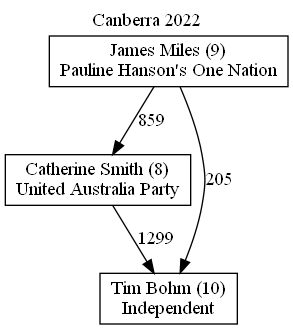 Canberra 2022
James Miles (9)
Pauline Hanson's One Nation
859
Catherine Smith (8)
United Australia Party
205
1299
Tim Bohm (10)
Independent